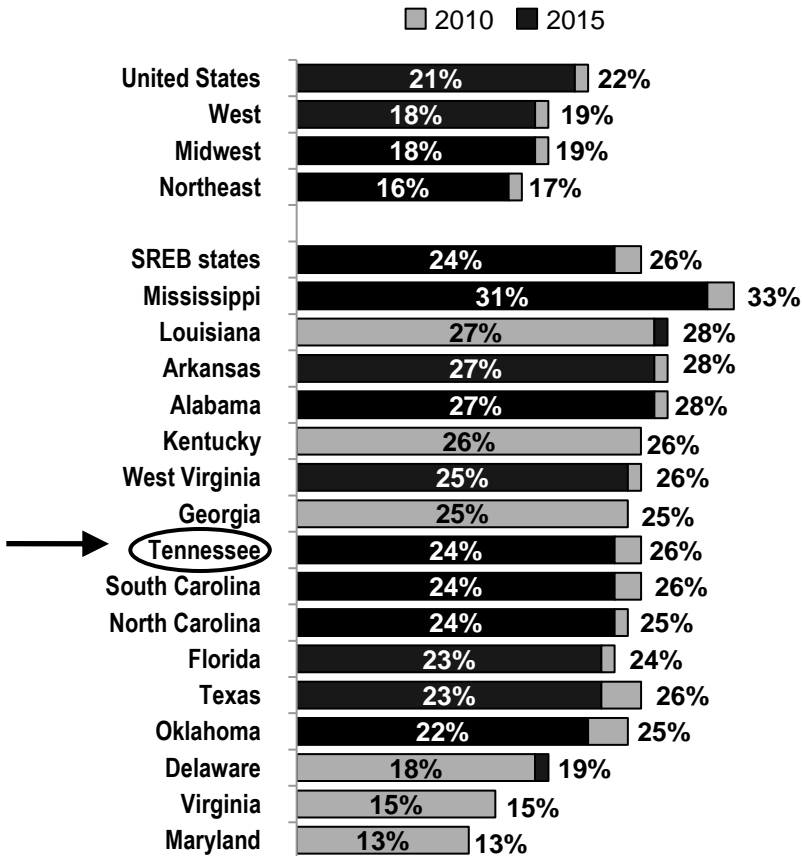 2010 2015
United States 21% 22%
West 18% 19%
Midwest 18% 19%
Northeast 16% 17%
SREB states 24% 26%
Mississippi 31% 33%
Louisiana 27% 28%
Arkansas 27% 28%
Alabama 27% 28%
Kentucky 26% 26%
West Virginia 25% 26%
Georgia 25% 25%
Tennessee 24% 26%
South Carolina 24% 26%
North Carolina 24% 25%
Florida 23% 24%
Texas 23% 26%
Oklahoma 22% 25%
Delaware 18% 19%
Virginia 15% 15%
Maryland 13% 13%